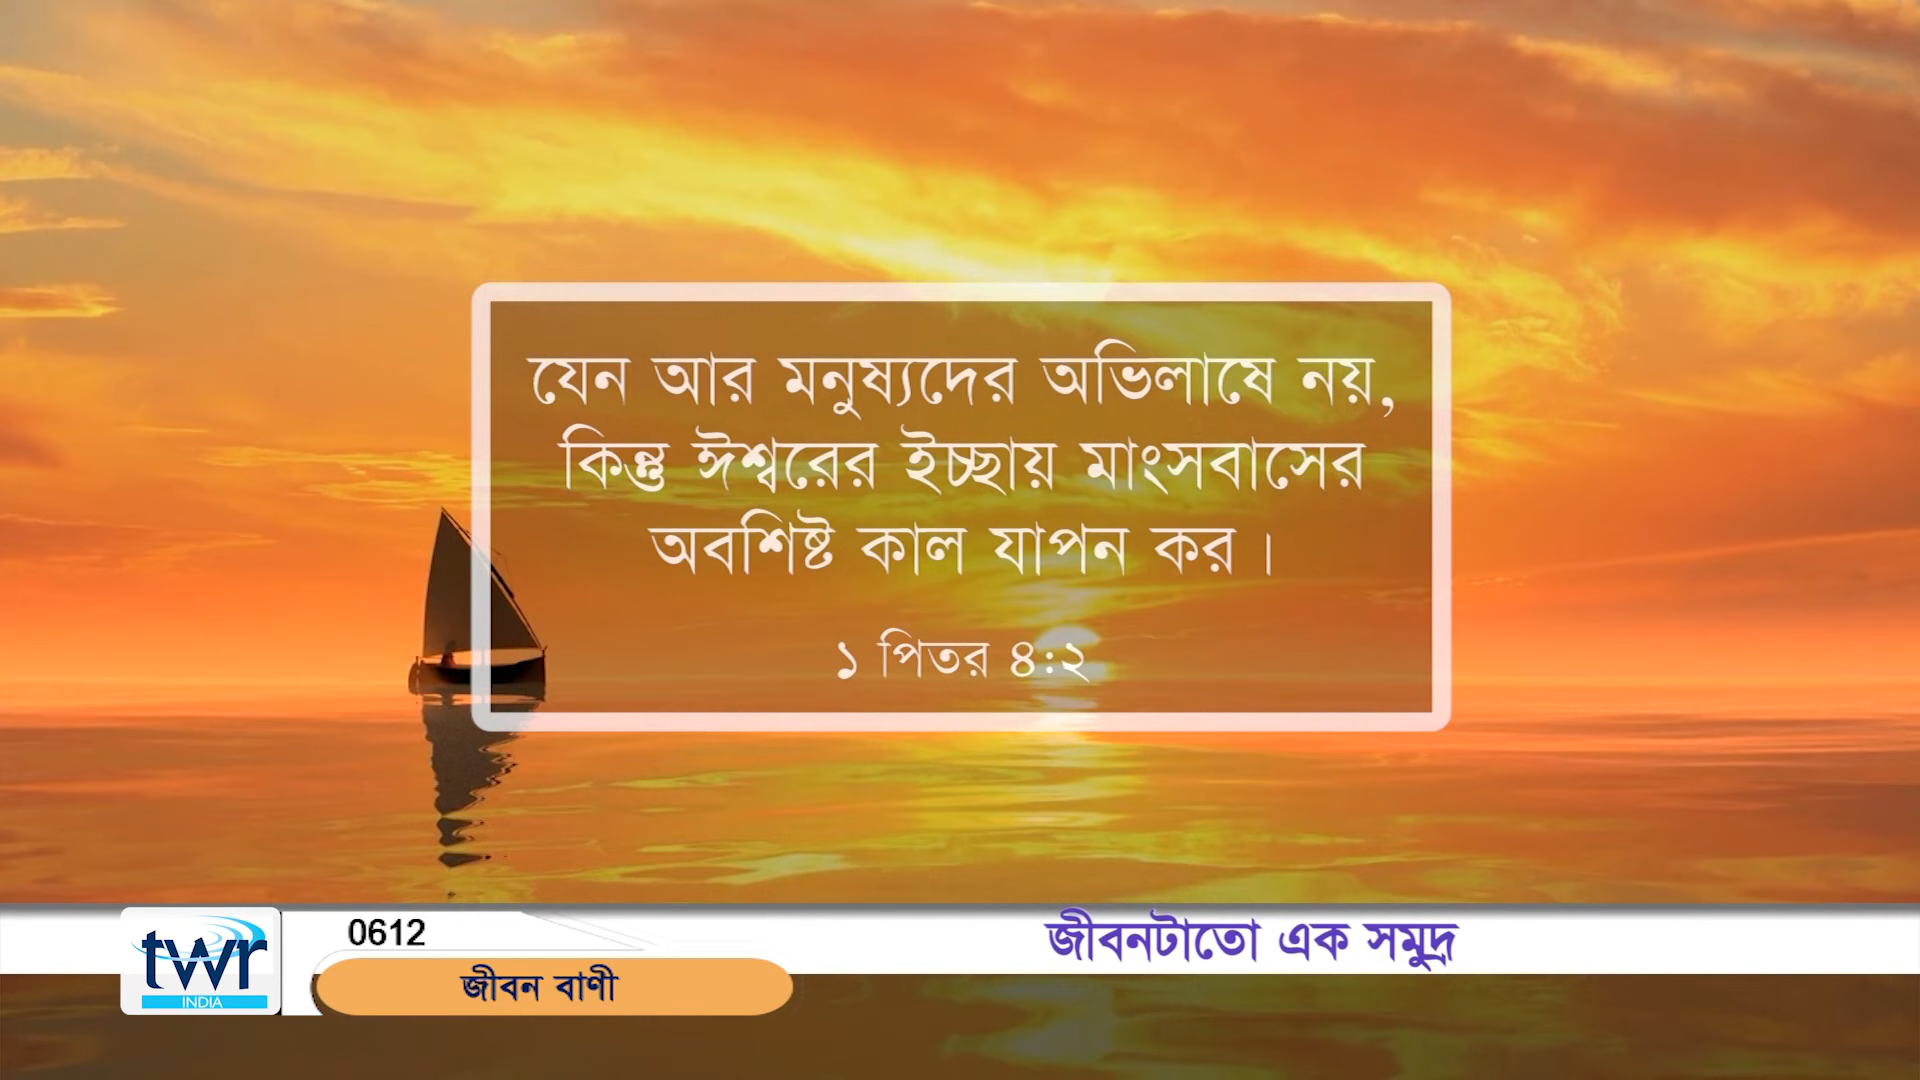 যেন আর মনুষ্যদের অভিলাষে নয়,
কিন্তু ঈশ্বরের ইচ্ছায় মাংসবাসের
অবশিষ্ট কাল যাপন কর।
১ পিতর ৪:২
twr
INDIA
0612
জীবন বাণী
জীবনটাতো এক সমুদ্র